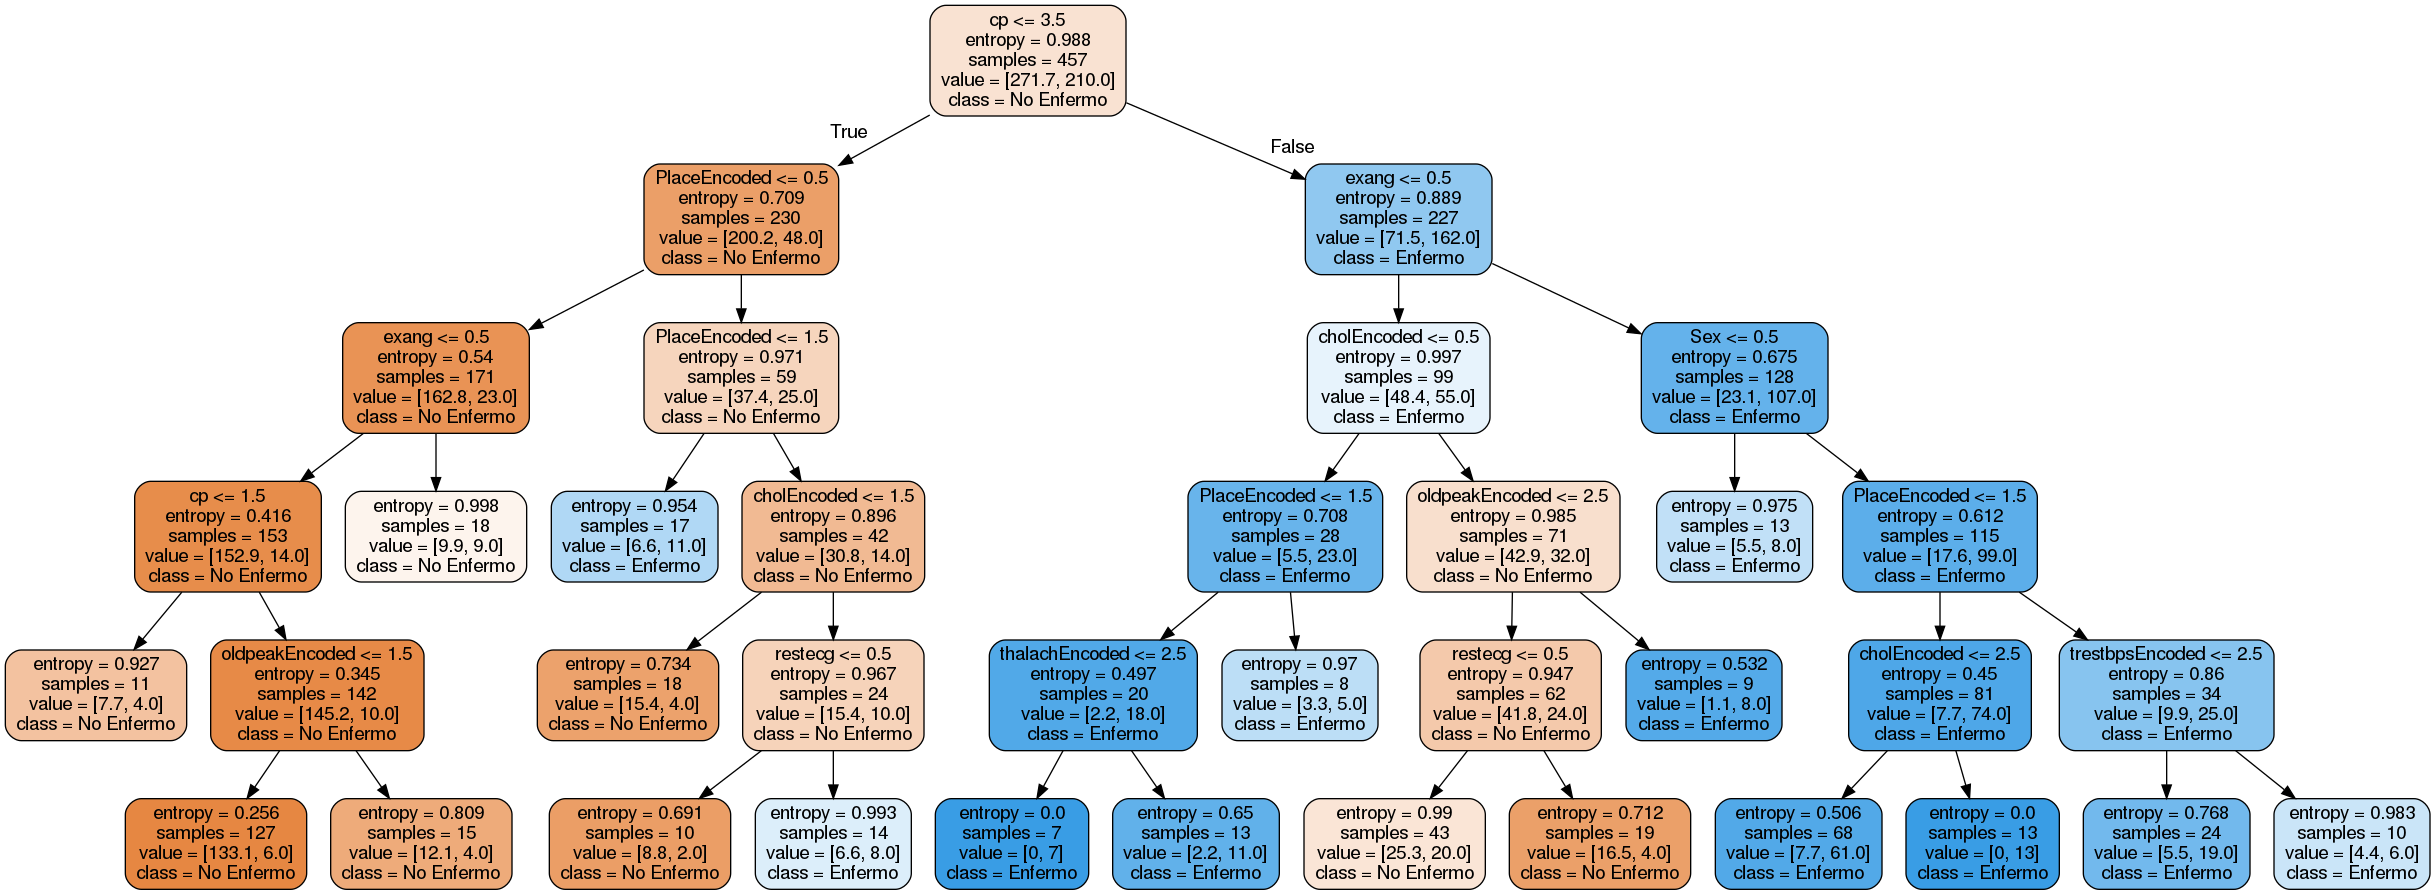 cp <= 3.5
entropy = 0.988
samples = 457
value = [271.7, 210.0]
class = No Enfermo
True
False
PlaceEncoded <= 0.5
entropy = 0.709
samples = 230
value = [200.2, 48.0]
class = No Enfermo
exang <= 0.5
entropy = 0.889
samples = 227
value = [71.5, 162.0]
class = Enfermo
exang <= 0.5
entropy = 0.54
samples = 171
value = [162.8, 23.0]
class = No Enfermo
PlaceEncoded <= 1.5
entropy = 0.971
samples = 59
value = [37.4, 25.0]
class = No Enfermo
cholEncoded <= 0.5
entropy = 0.997
samples = 99
value = [48.4, 55.0]
class = Enfermo
Sex <= 0.5
entropy = 0.675
samples = 128
value = [23.1, 107.0]
class = Enfermo
cp <= 1.5
entropy = 0.416
samples = 153
value = [152.9, 14.0]
class = No Enfermo
entropy = 0.998
samples = 18
value = [9.9, 9.0]
class = No Enfermo
entropy = 0.954
samples = 17
value = [6.6, 11.0]
class = Enfermo
cholEncoded <= 1.5
entropy = 0.896
samples = 42
value = [30.8, 14.0]
class = No Enfermo
PlaceEncoded <= 1.5
entropy = 0.708
samples = 28
value = [5.5, 23.0]
class = Enfermo
oldpeakEncoded <= 2.5
entropy = 0.985
samples = 71
value = [42.9, 32.0]
class = No Enfermo
entropy = 0.975
samples = 13
value = [5.5, 8.0]
class = Enfermo
PlaceEncoded <= 1.5
entropy = 0.612
samples = 115
value = [17.6, 99.0]
class = Enfermo
entropy = 0.927
samples = 11
value = [7.7, 4.0]
class = No Enfermo
oldpeakEncoded <= 1.5
entropy = 0.345
samples = 142
value = [145.2, 10.0]
class = No Enfermo
entropy = 0.734
samples = 18
value = [15.4, 4.0]
class = No Enfermo
restecg <= 0.5
entropy = 0.967
samples = 24
value = [15.4, 10.0]
class = No Enfermo
thalachEncoded <= 2.5
entropy = 0.497
samples = 20
value = [2.2, 18.0]
class = Enfermo
entropy = 0.97
samples = 8
value = [3.3, 5.0]
class = Enfermo
restecg <= 0.5
entropy = 0.947
samples = 62
value = [41.8, 24.0]
class = No Enfermo
entropy = 0.532
samples = 9
value = [1.1, 8.0]
class = Enfermo
cholEncoded <= 2.5
entropy = 0.45
samples = 81
value = [7.7, 74.0]
class = Enfermo
trestbpsEncoded <= 2.5
entropy = 0.86
samples = 34
value = [9.9, 25.0]
class = Enfermo
entropy = 0.256
samples = 127
value = [133.1, 6.0]
class = No Enfermo
entropy = 0.809
samples = 15
value = [12.1, 4.0]
class = No Enfermo
entropy = 0.691
samples = 10
value = [8.8, 2.0]
class = No Enfermo
entropy = 0.993
samples = 14
value = [6.6, 8.0]
class = Enfermo
entropy = 0.0
samples = 7
value = [0, 7]
class = Enfermo
entropy = 0.65
samples = 13
value = [2.2, 11.0]
class = Enfermo
entropy = 0.99
samples = 43
value = [25.3, 20.0]
class = No Enfermo
entropy = 0.712
samples = 19
value = [16.5, 4.0]
class = No Enfermo
entropy = 0.506
samples = 68
value = [7.7, 61.0]
class = Enfermo
entropy = 0.0
samples = 13
value = [0, 13]
class = Enfermo
entropy = 0.768
samples = 24
value = [5.5, 19.0]
class = Enfermo
entropy = 0.983
samples = 10
value = [4.4, 6.0]
class = Enfermo